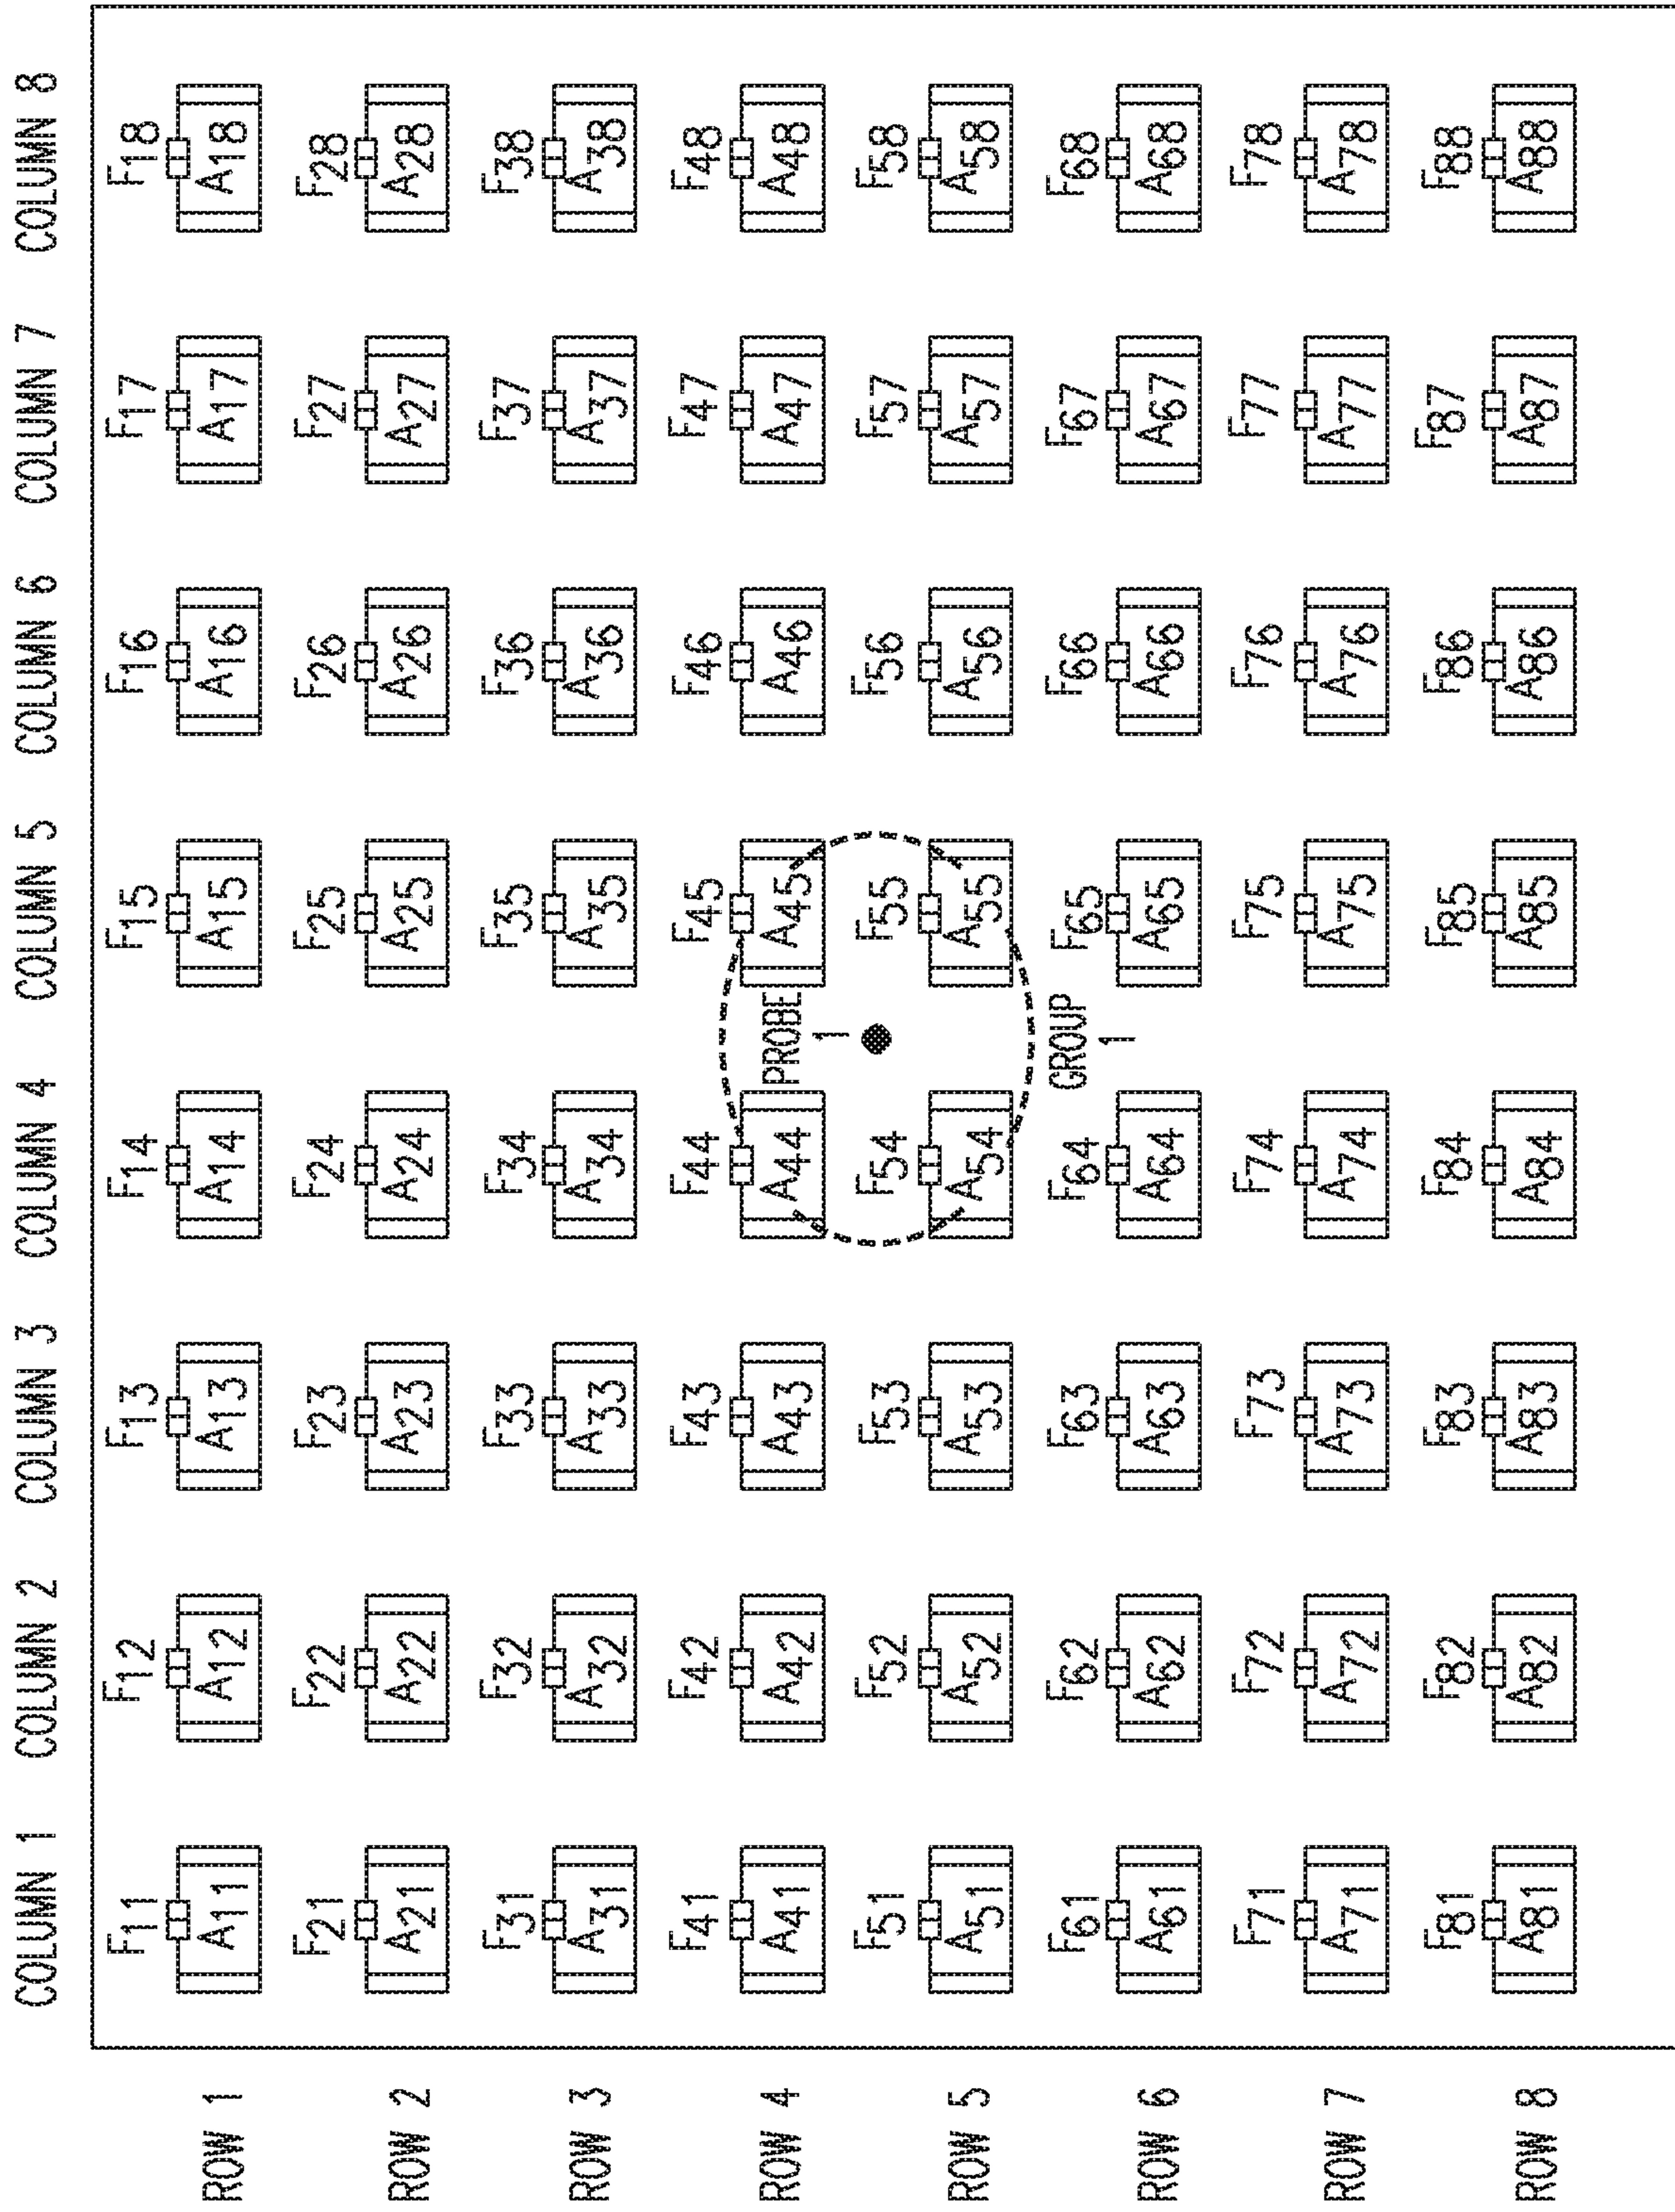 COLUMN 1 COLUMN 2 COLUMN 3 COLUMN 4 COLUMN 5 COLUMN 6 COLUMN 7 COLUMN 8
F11 F12 F13 F14 F15 F16 F17 F18
ROW 1 A11 A12 A13 A14 A15 A16 A17 A18
F21 F22 F23 F24 F25 F26 F27 F28
ROW 2 A21 A22 A23 A24 A25 A26 A27 A28
F31 F32 F33 F34 F35 F36 F37 F38
ROW 3 A31 A32 A33 A34 A35 A36 A37 A38
F41 F42 F43 F44 F45 F46 F47 F48
ROW 4 A41 A42 A43 A44 PROBE A45 A46 A47 A48
1
F51 F52 F53 F54 F55 F56 F57 F58
ROW 5 A51 A52 A53 A54 A55 A56 A57 A58
F61 F62 F63 F64 GROUP F65 F66 F67 F68
1
ROW 6 A61 A62 A63 A64 A65 A66 A67 A68
F71 F72 F73 F74 F75 F76 F77 F78
ROW 7 A71 A72 A73 A74 A75 A76 A77 A78
F81 F82 F83 F84 F85 F86 F87 F88
ROW 8 A81 A82 A83 A84 A85 A86 A87 A88